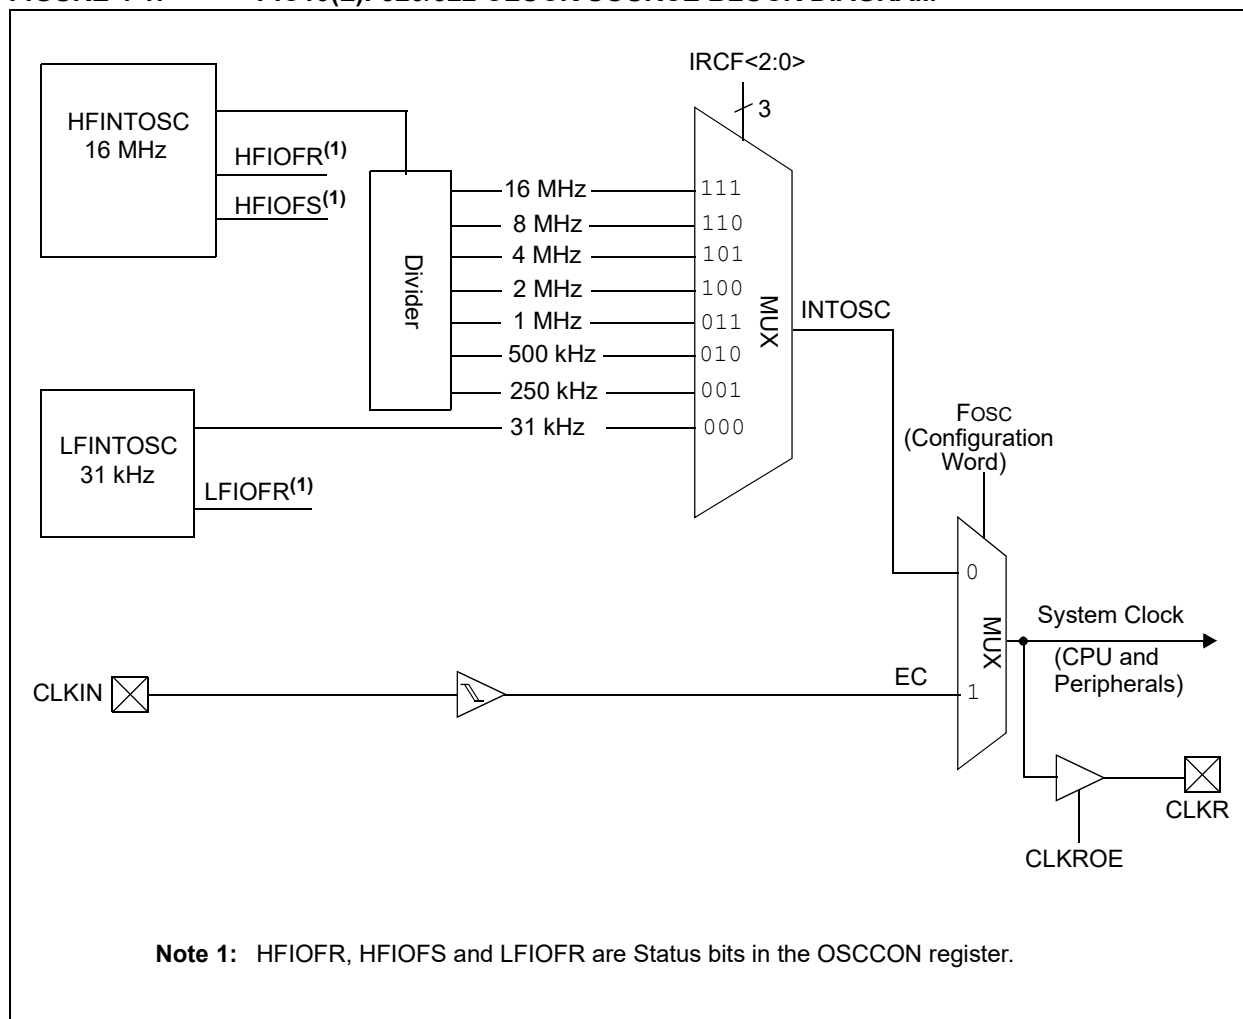 IRCF<2:0>
3
HFINTOSC
16 MHz
HFIOFR(1)
HFIOFS(1)
Divider
16 MHz 111
8 MHz 110
4 MHz 101
2 MHz 100
1 MHz 011
500 kHz 010
250 kHz 001
31 kHz 000
MUX
INTOSC
LFINTOSC
31 kHz
LFIOFR(1)
FOSC
(Configuration
Word)
0
MUX
1
System Clock
(CPU and
Peripherals)
CLKIN
EC
CLKR
CLKROE
Note 1: HFIOFR, HFIOFS and LFIOFR are Status bits in the OSCCON register.